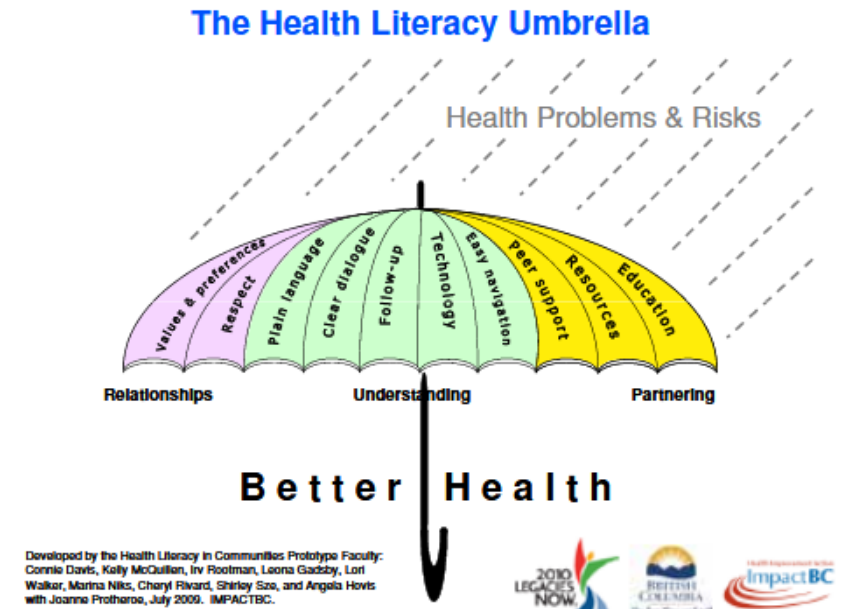 The Health Literacy Umbrella
Health Problems & Risks
Values & preferences
Respect
Plain language
Clear dialogue
Follow-up
Technology
Easy navigation
Peer support
Resources
Education
Relationships
Understanding
Partnering
Better Health
Developed by the Health Literacy in Communities Prototype Faculty:
Connie Davis, Kelly McQuillen, Irv Rootman, Leona Gadsby, Lori
Walker, Marina Niks, Cheryl Rivard, Shirley Sze, and Angela Hovis
with Joanne Protheroe, July 2009. IMPACTBC.
2010
LEGACIES
NOW
BRITISH
COLUMBIA
ImpactBC